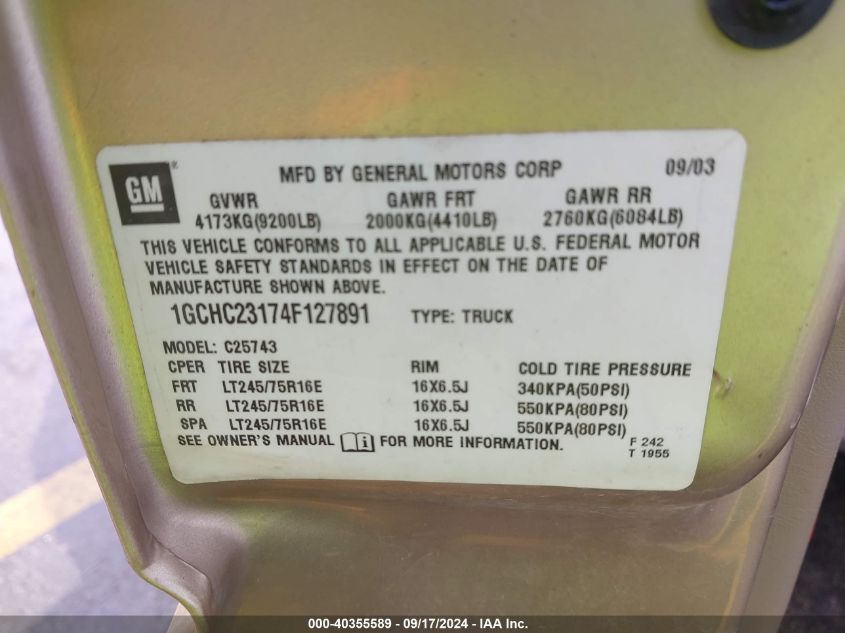 GM ®
MFD BY GENERAL MOTORS CORP 09/03
GVWR GAWR FRT GAWR RR
4173KG(9200LB) 2000KG(4410LB) 2760KG(6084LB)
THIS VEHICLE CONFORMS TO ALL APPLICABLE U.S. FEDERAL MOTOR
VEHICLE SAFETY STANDARDS IN EFFECT ON THE DATE OF
MANUFACTURE SHOWN ABOVE.
1GCHC23174F127891 TYPE: TRUCK
MODEL: C25743
CPER TIRE SIZE RIM COLD TIRE PRESSURE
FRT LT245/75R16E 16X6.5J 340KPA(50PSI)
RR LT245/75R16E 16X6.5J 550KPA(80PSI)
SPA LT245/75R16E 16X6.5J 550KPA(80PSI)
SEE OWNER'S MANUAL i FOR MORE INFORMATION. F 242
T 1955
000-40355589 - 09/17/2024 - IAA Inc.